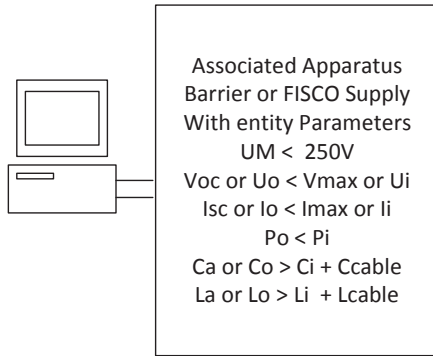 Associated Apparatus
Barrier or FISCO Supply
With entity Parameters
UM < 250V
Voc or Uo < Vmax or Ui
Isc or Io < Imax or Ii
Po < Pi
Ca or Co > Ci + Ccable
La or Lo > Li + Lcable